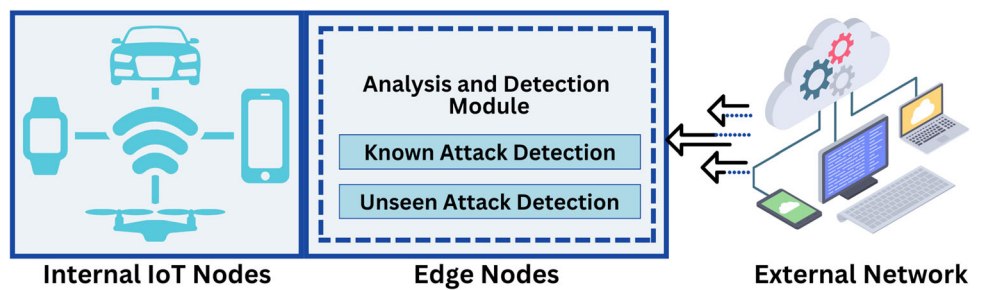 Analysis and Detection
Module
Known Attack Detection
Unseen Attack Detection
Internal IoT Nodes
Edge Nodes
External Network